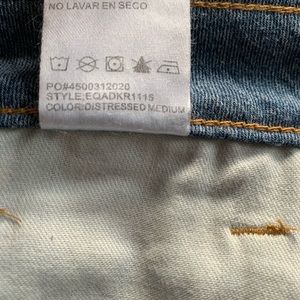 NO LAVAR EN SECO
PO#4500312020
STYLE:EQADKR1115
COLOR:DISTRESSED MEDIUM